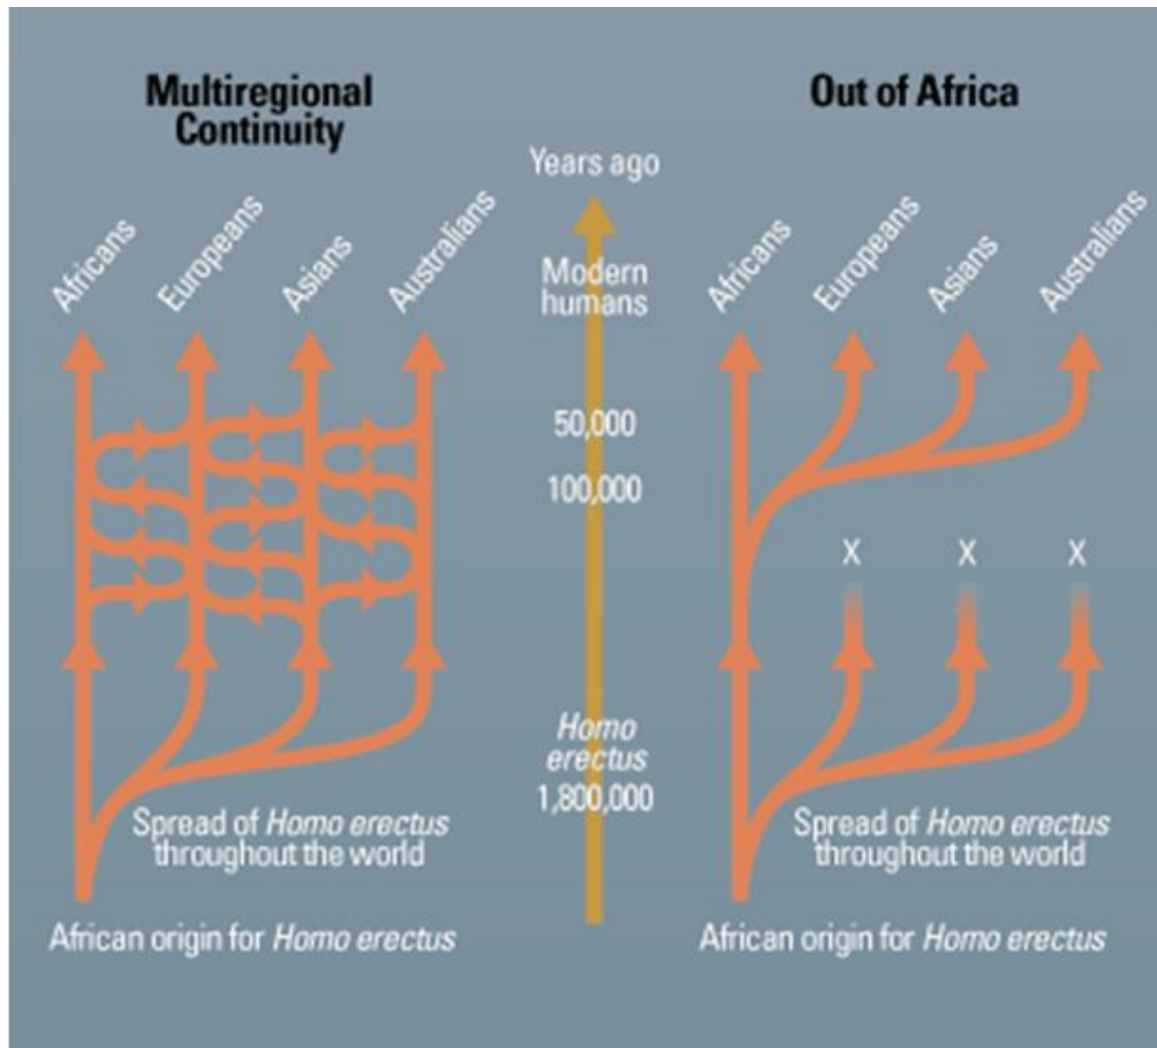 Multiregional
Continuity
Africans
Europeans
Asians
Australians
Spread of Homo erectus
throughout the world
African origin for Homo erectus
Years ago
Modern
humans
50,000
100,000
Homo
erectus
1,800,000
Out of Africa
Africans
Europeans
Asians
Australians
X X X
Spread of Homo erectus
throughout the world
African origin for Homo erectus